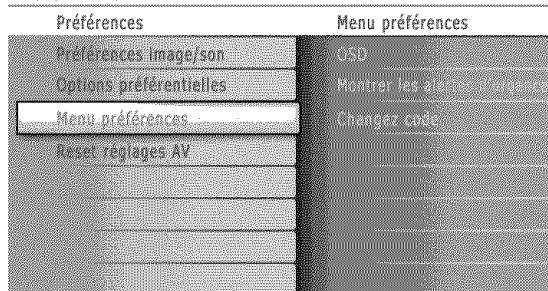 Préférences
Menu préférences
Préférences Image/son
OSD
Options préférentielles
Montrer les alertes d'urgence
Menu préférences
Changez code
Reset réglages AV